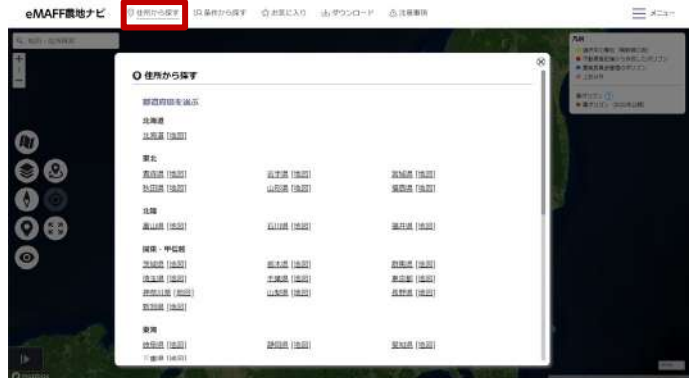 eMAFF農地ナビ
住所から探す 条件から探す お気に入り ダウンロード 注意事項 メニュー
凡例
住所から探す
都道府県を選ぶ
北海道
北海道 [地図]
東北
青森県 [地図] 岩手県 [地図] 宮城県 [地図]
秋田県 [地図] 山形県 [地図] 福島県 [地図]
北陸
富山県 [地図] 石川県 [地図] 福井県 [地図]
関東・甲信越
茨城県 [地図] 栃木県 [地図] 群馬県 [地図]
埼玉県 [地図] 千葉県 [地図] 東京都 [地図]
神奈川県 [地図] 山梨県 [地図] 長野県 [地図]
新潟県 [地図]
東海
岐阜県 [地図] 静岡県 [地図] 愛知県 [地図]
三重県 [地図]